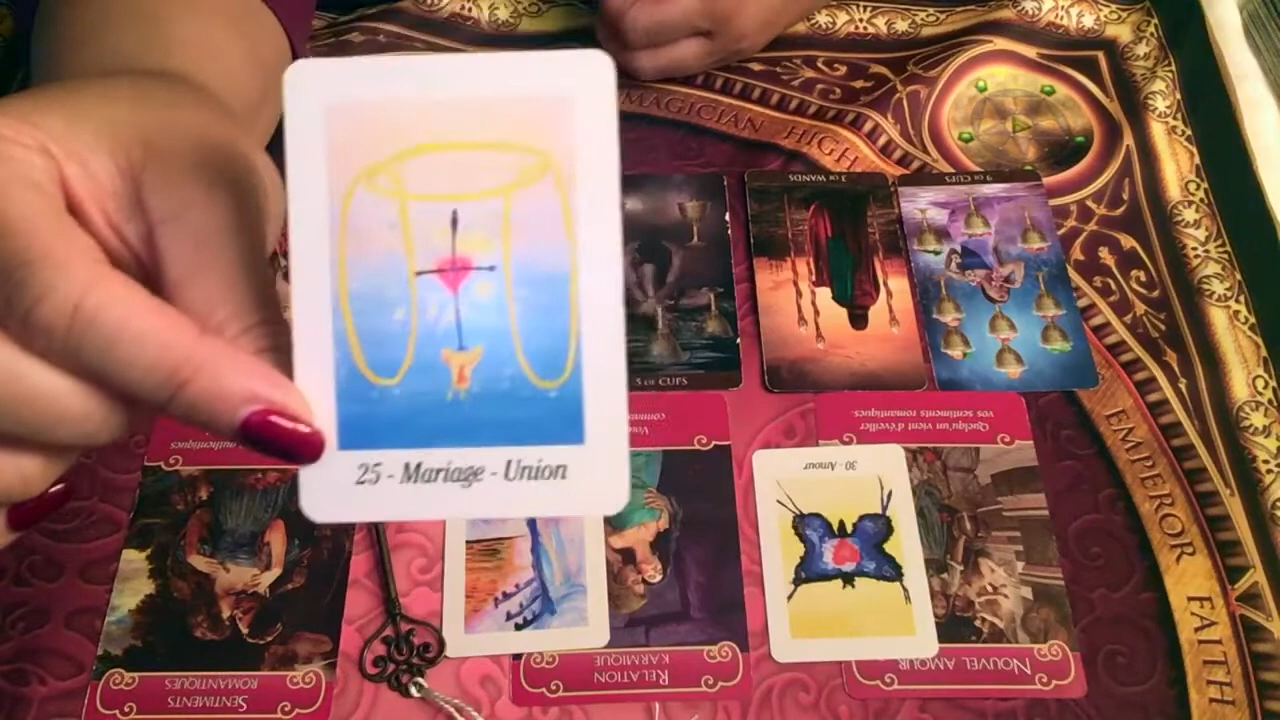 MAGICIAN HIGH
3 OF WANDS
9 OF CUPS
5 OF CUPS
25 - Mariage - Union
authentiques
Quelqu'un vient d'éveiller
vos sentiments romantiques.
30 - Amour
EMPEROR
FAITH
SENTIMENTS
ROMANTIQUES
RELATION
KARMIQUE
NOUVEL AMOUR